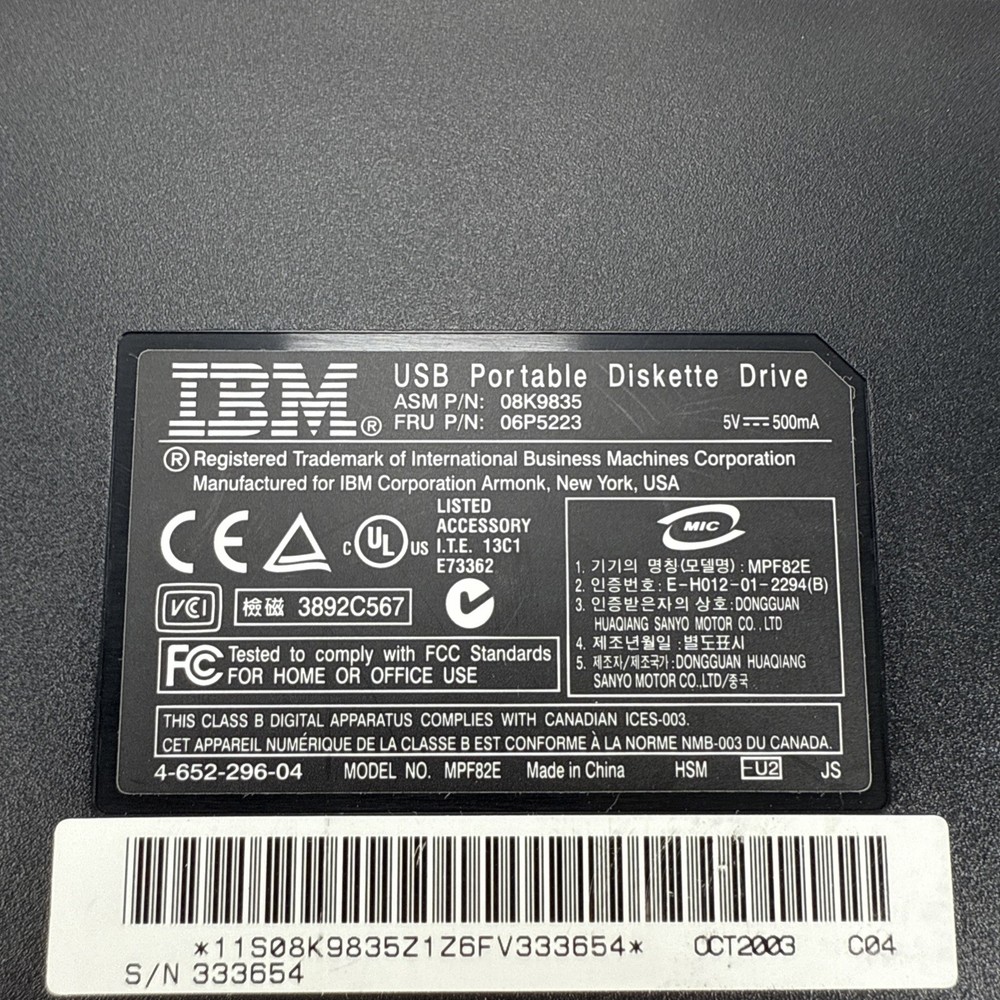 IBM®
USB Portable Diskette Drive
ASM P/N: 08K9835
FRU P/N: 06P5223
5V 500mA
® Registered Trademark of International Business Machines Corporation
Manufactured for IBM Corporation Armonk, New York, USA
CE
c UL US
LISTED
ACCESSORY
I.T.E. 13C1
E73362
VCI
檢磁 3892C567
FC Tested to comply with FCC Standards
FOR HOME OR OFFICE USE
MIC
1. 기기의 명칭(모델명) : MPF82E
2. 인증번호 : E-H012-01-2294(B)
3. 인증받은자의 상호 : DONGGUAN
HUAQIANG SANYO MOTOR CO., LTD
4. 제조년월일 : 별도표시
5. 제조자/제조국가 : DONGGUAN HUAQIANG
SANYO MOTOR CO.,LTD/중국
THIS CLASS B DIGITAL APPARATUS COMPLIES WITH CANADIAN ICES-003.
CET APPAREIL NUMÉRIQUE DE LA CLASSE B EST CONFORME À LA NORME NMB-003 DU CANADA.
4-652-296-04 MODEL NO. MPF82E Made in China HSM U2 JS
*11S08K9835Z1Z6FV333654* OCT2003 C04
S/N 333654